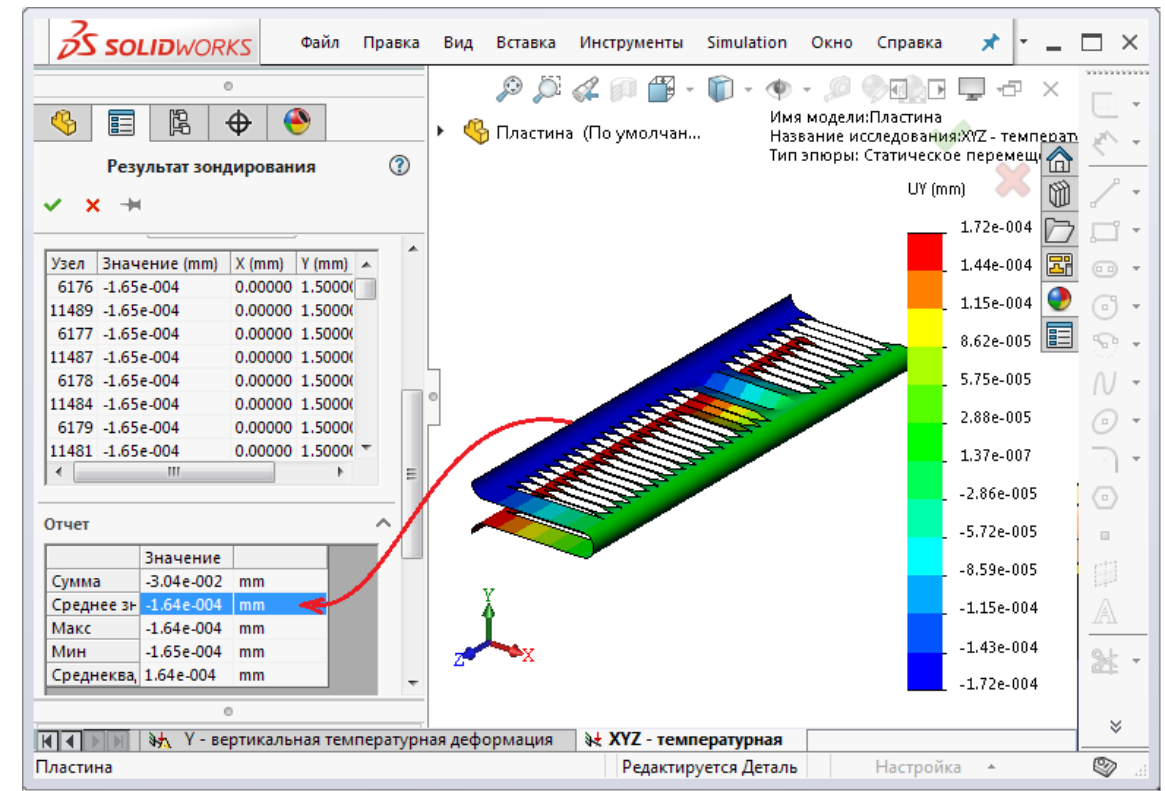 SOLIDWORKS Файл Правка Вид Вставка Инструменты Simulation Окно Справка
Результат зондирования
Узел Значение (mm) X (mm) Y (mm)
6176 -1.65e-004 0.00000 1.5000
11489 -1.65e-004 0.00000 1.5000
6177 -1.65e-004 0.00000 1.5000
11487 -1.65e-004 0.00000 1.5000
6178 -1.65e-004 0.00000 1.5000
11484 -1.65e-004 0.00000 1.5000
6179 -1.65e-004 0.00000 1.5000
11481 -1.65e-004 0.00000 1.5000
Отчет
Значение
Сумма -3.04e-002 mm
Среднее зн -1.64e-004 mm
Макс -1.64e-004 mm
Мин -1.65e-004 mm
Среднеква, 1.64e-004 mm
Пластина (По умолчан...
Имя модели:Пластина
Название исследования:XYZ - температ
Тип эпюры: Статическое перемещ
UY (mm)
1.72e-004
1.44e-004
1.15e-004
8.62e-005
5.75e-005
2.88e-005
1.37e-007
-2.86e-005
-5.72e-005
-8.59e-005
-1.15e-004
-1.43e-004
-1.72e-004
Y
Z
X
Y - вертикальная температурная деформация XYZ - температурная
Пластина Редактируется Деталь Настройка